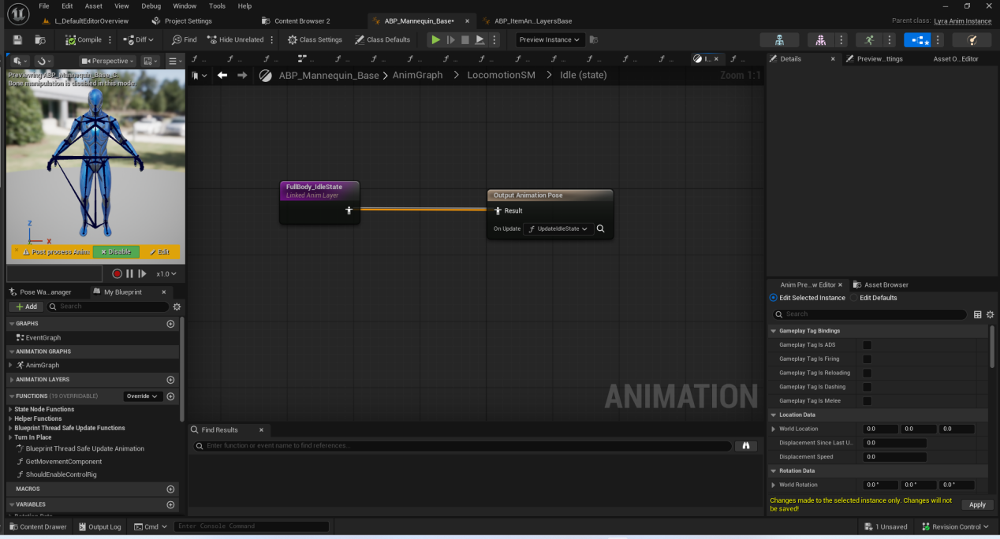 File Edit Asset View Debug Window Tools Help
L_DefaultEditorOverview Project Settings Content Browser 2 ABP_Mannequin_Base* ABP_ItemAn...LayersBase
Parent class: Lyra Anim Instance
Compile Diff Find Hide Unrelated Class Settings Class Defaults Preview Instance
Perspective
Details Preview...ttings Asset O...Editor
ABP_Mannequin_Base AnimGraph LocomotionSM Idle (state) Zoom 1:1
Previewing ABP_Mannequin_Base_C.
Bone manipulation is disabled in this mode.
Z
X
Post process Anim: Disable Edit
x1.0
FullBody_IdleState
Linked Anim Layer
Output Animation Pose
Result
On Update UpdateIdleState
ANIMATION
Pose Wa...anager My Blueprint
Add Search
GRAPHS
EventGraph
ANIMATION GRAPHS
AnimGraph
ANIMATION LAYERS
FUNCTIONS (19 OVERRIDABLE) Override
State Node Functions
Helper Functions
Blueprint Thread Safe Update Functions
Turn In Place
Blueprint Thread Safe Update Animation
GetMovementComponent
ShouldEnableControlRig
MACROS
VARIABLES
Rotation Data
Find Results
Enter function or event name to find references...
Anim Pre...w Editor Asset Browser
Edit Selected Instance Edit Defaults
Search
Gameplay Tag Bindings
Gameplay Tag Is ADS
Gameplay Tag Is Firing
Gameplay Tag Is Reloading
Gameplay Tag Is Dashing
Gameplay Tag Is Melee
Location Data
World Location 0.0 0.0 0.0
Displacement Since Last U... 0.0
Displacement Speed 0.0
Rotation Data
World Rotation 0.0° 0.0° 0.0°
Changes made to the selected instance only. Changes will not
be saved!
Apply
Content Drawer Output Log Cmd Enter Console Command 1 Unsaved Revision Control